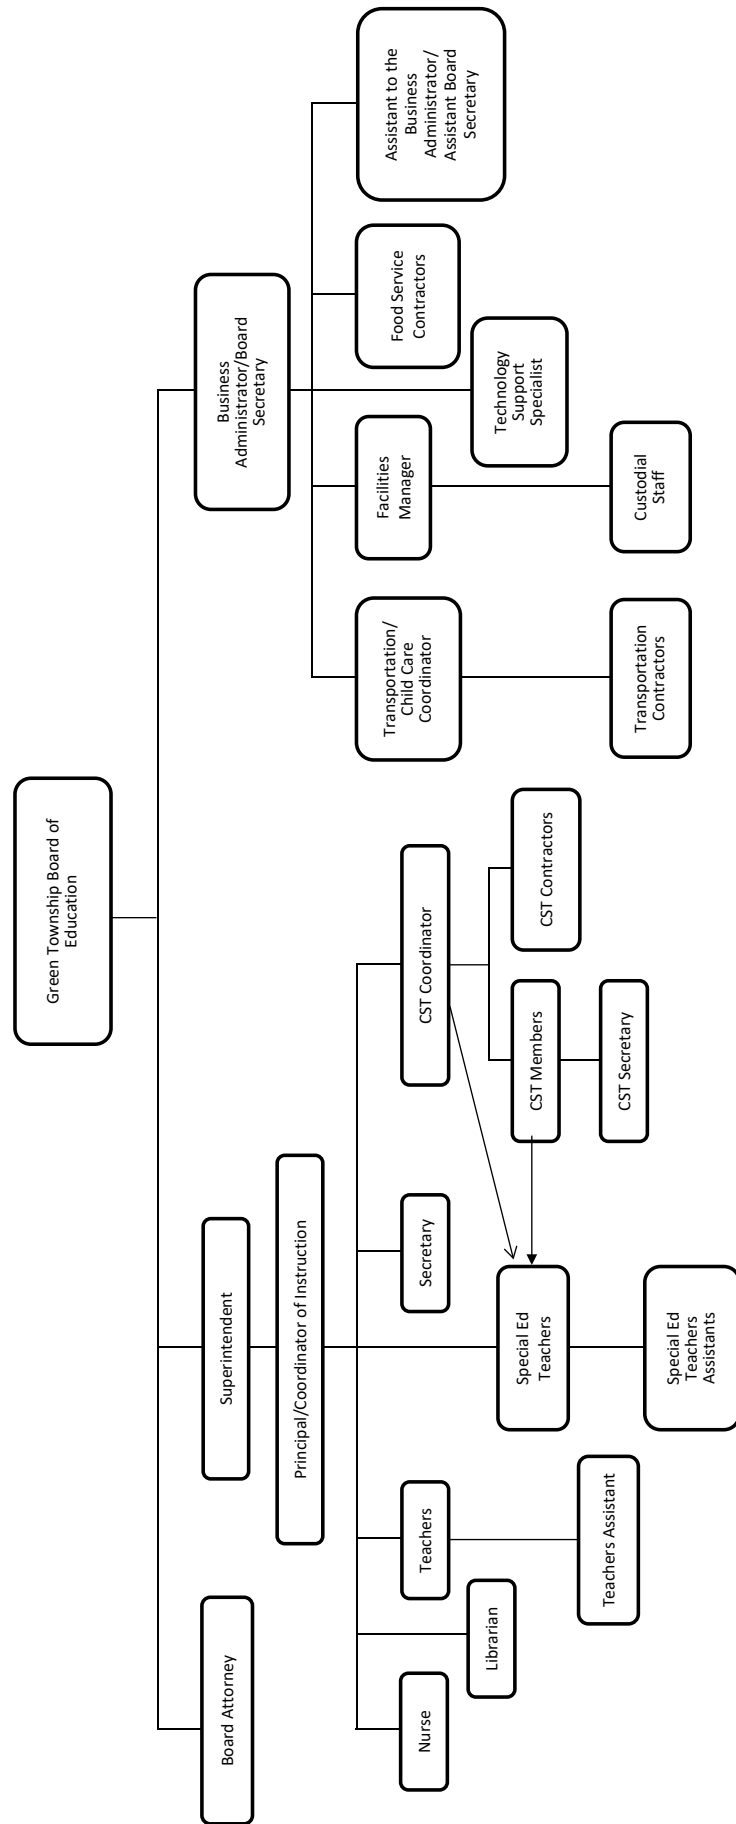 Green Township Board of
Education
Board Attorney
Superintendent
Business
Administrator/Board
Secretary
Principal/Coordinator of Instruction
Nurse
Librarian
Teachers
Teachers Assistant
Special Ed
Teachers
Special Ed
Teachers
Assistants
Secretary
CST Coordinator
CST Members
CST Contractors
CST Secretary
Transportation/
Child Care
Coordinator
Transportation
Contractors
Facilities
Manager
Custodial
Staff
Technology
Support
Specialist
Food Service
Contractors
Assistant to the
Business
Administrator/
Assistant Board
Secretary